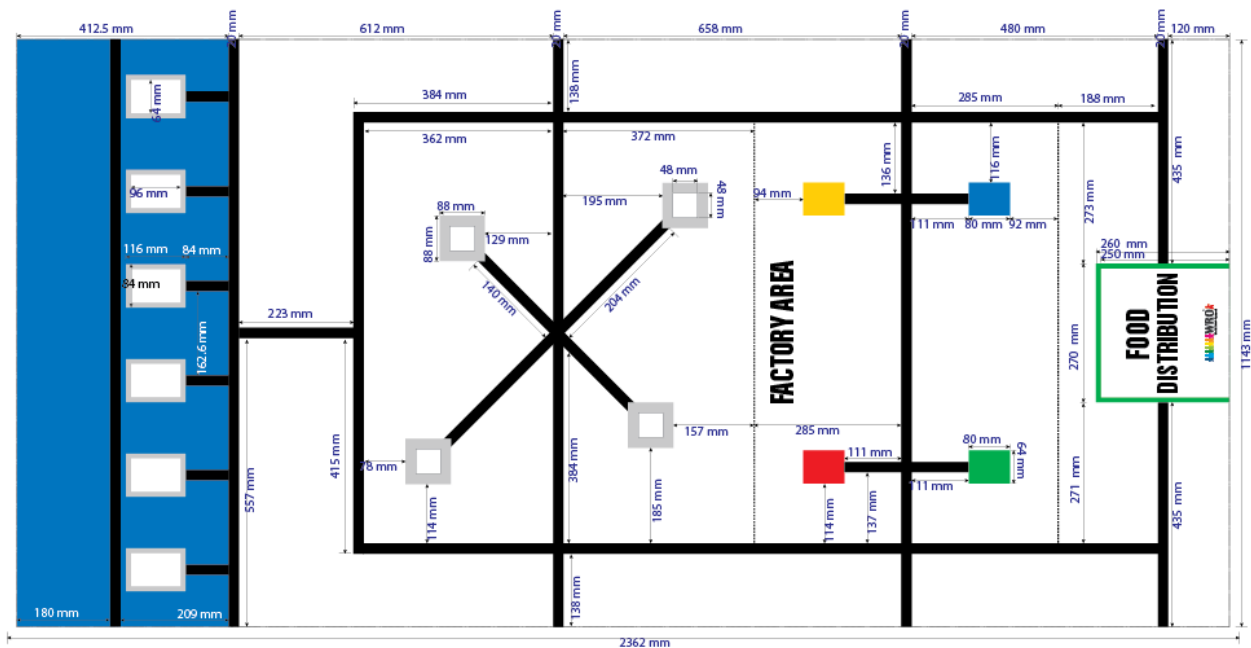 412.5 mm
20 mm
612 mm
20 mm
658 mm
20 mm
480 mm
20 mm
120 mm
64 mm
384 mm
138 mm
285 mm
188 mm
362 mm
372 mm
136 mm
116 mm
435 mm
96 mm
48 mm
48 mm
195 mm
94 mm
88 mm
88 mm
129 mm
111 mm
80 mm
92 mm
273 mm
116 mm
84 mm
84 mm
140 mm
204 mm
260 mm
250 mm
223 mm
162.6 mm
FACTORY AREA
FOOD
DISTRIBUTION
WRO
270 mm
1143 mm
415 mm
557 mm
78 mm
384 mm
157 mm
285 mm
111 mm
80 mm
64 mm
111 mm
114 mm
185 mm
114 mm
137 mm
271 mm
435 mm
180 mm
209 mm
138 mm
2362 mm